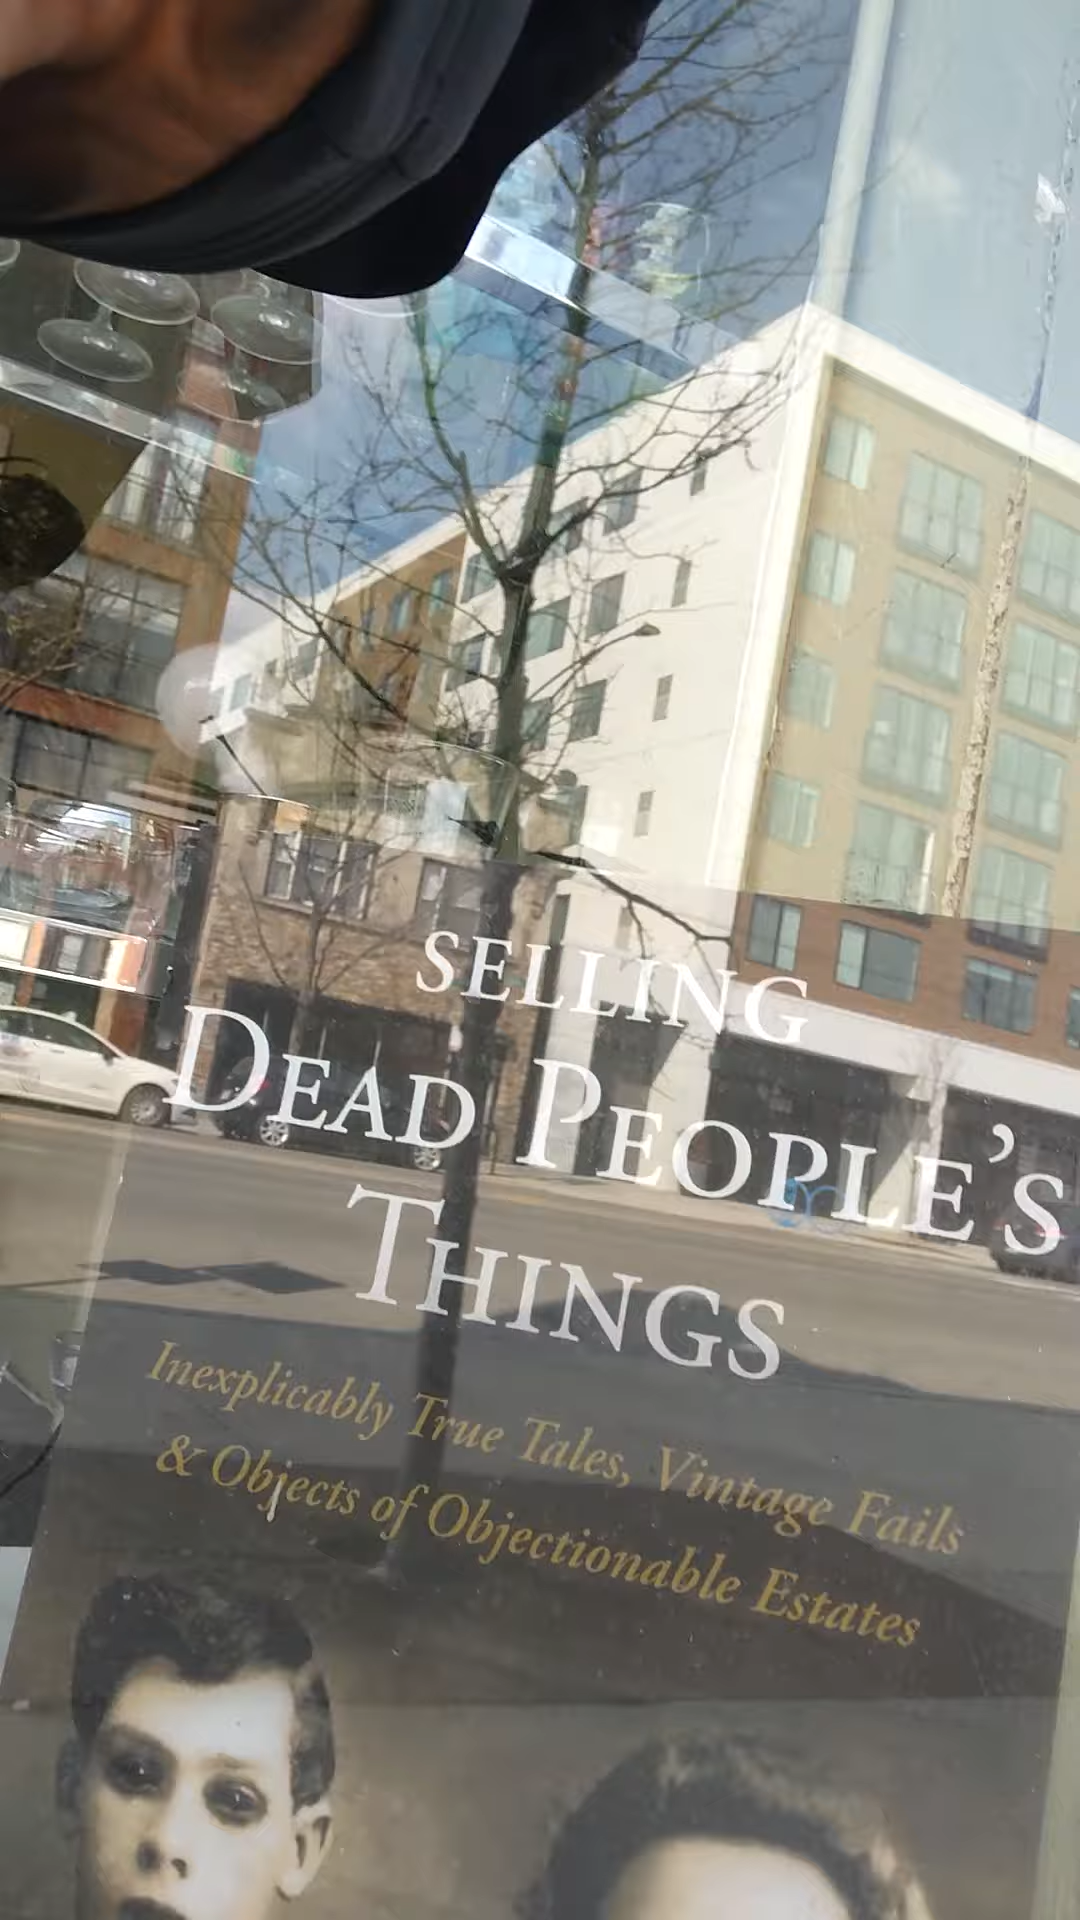 SELLING
DEAD PEOPLE'S
THINGS
Inexplicably True Tales, Vintage Fails
& Objects of Objectionable Estates